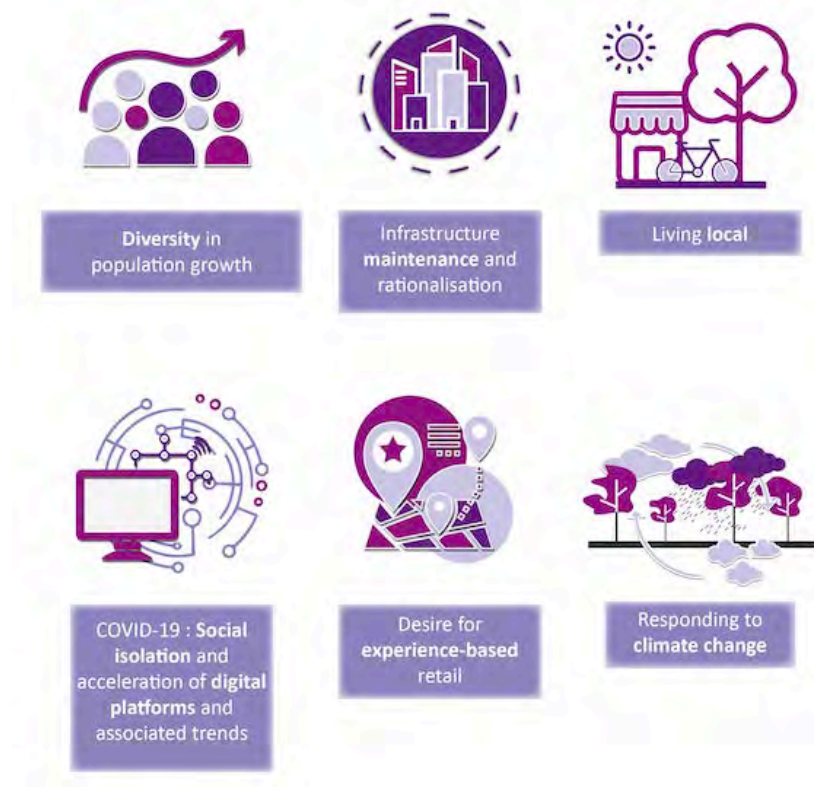 Diversity in
population growth
Infrastructure
maintenance and
rationalisation
Living local
COVID-19 : Social
isolation and
acceleration of digital
platforms and
associated trends
Desire for
experience-based
retail
Responding to
climate change